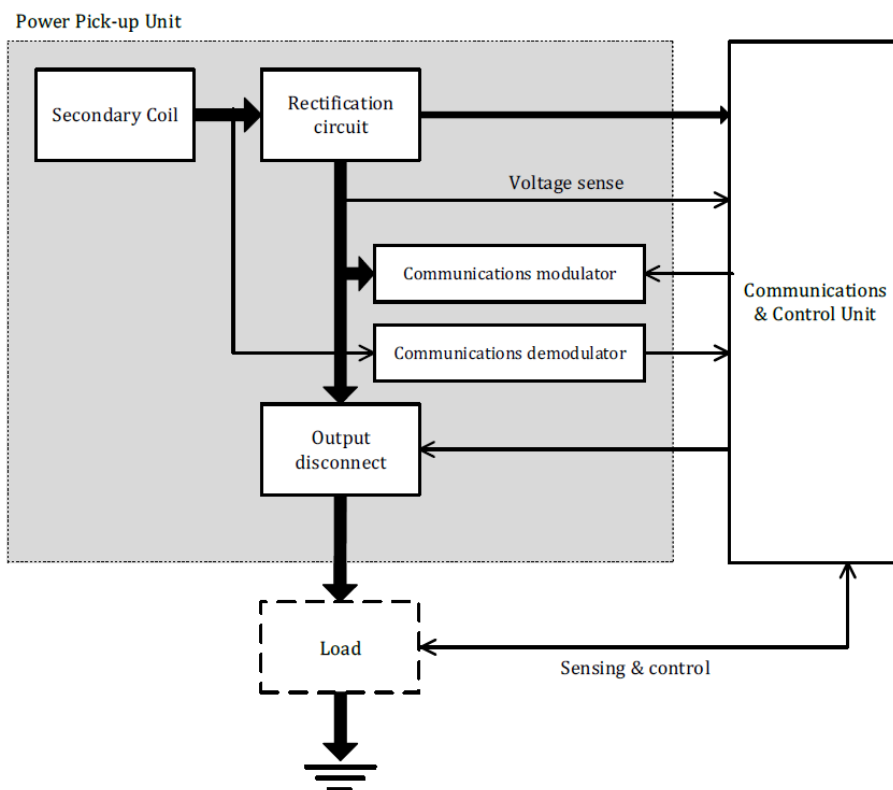 Power Pick-up Unit
Secondary Coil
Rectification
circuit
Voltage sense
Communications modulator
Communications
& Control Unit
Communications demodulator
Output
disconnect
Load
Sensing & control